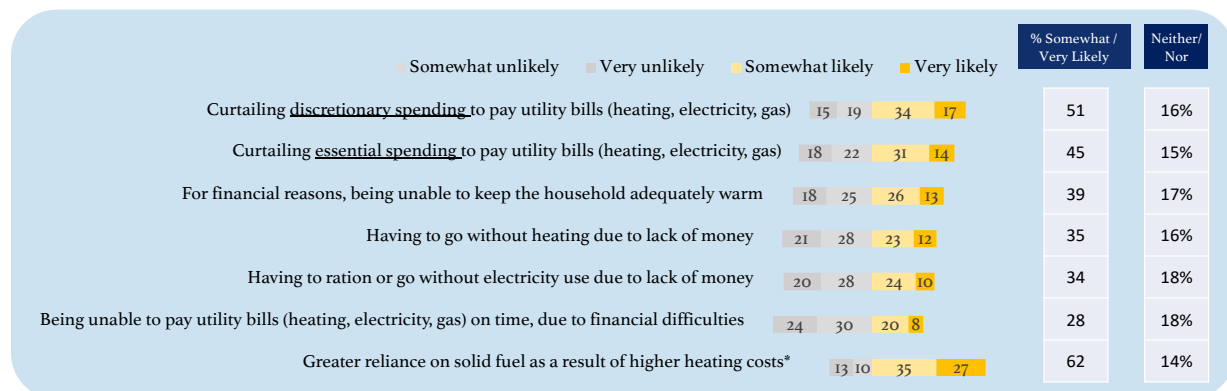 % Somewhat /
Very Likely
Neither/
Nor
Somewhat unlikely Very unlikely Somewhat likely Very likely
Curtailing discretionary spending to pay utility bills (heating, electricity, gas) 15 19 34 17 51 16%
Curtailing essential spending to pay utility bills (heating, electricity, gas) 18 22 31 14 45 15%
For financial reasons, being unable to keep the household adequately warm 18 25 26 13 39 17%
Having to go without heating due to lack of money 21 28 23 12 35 16%
Having to ration or go without electricity use due to lack of money 20 28 24 10 34 18%
Being unable to pay utility bills (heating, electricity, gas) on time, due to financial difficulties 24 30 20 8 28 18%
Greater reliance on solid fuel as a result of higher heating costs* 13 10 35 27 62 14%